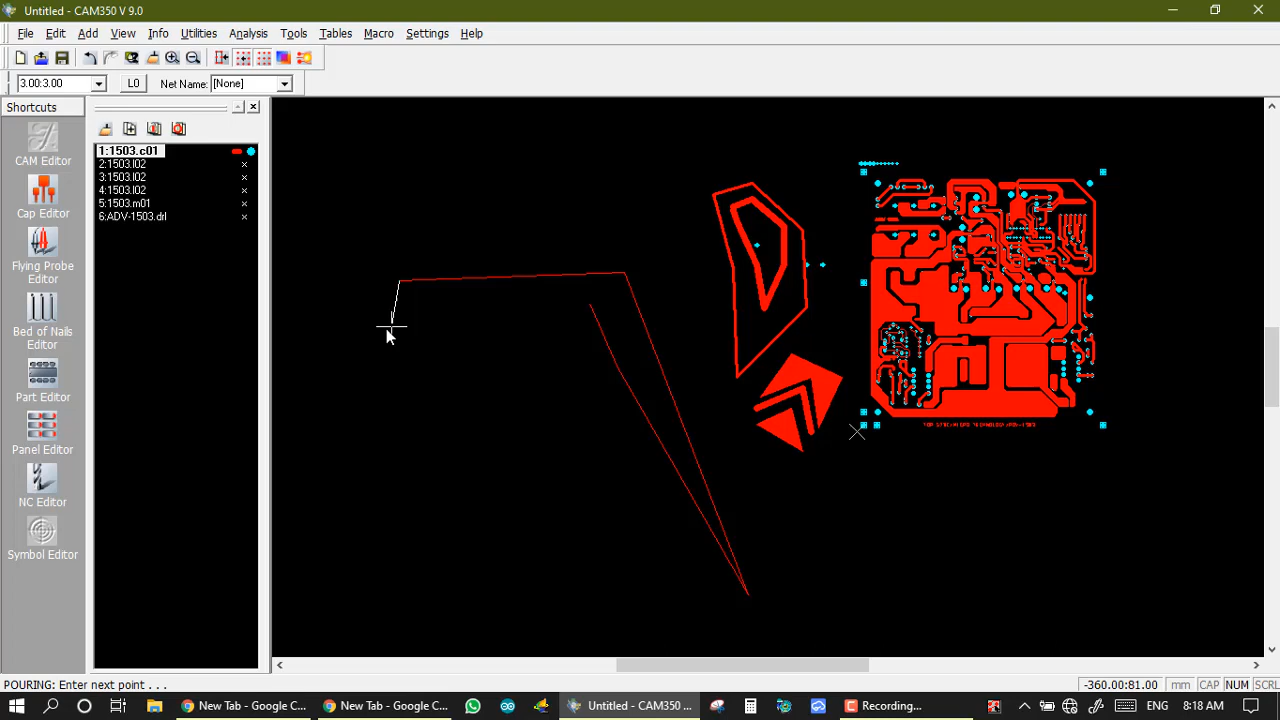 Untitled - CAM350 V 9.0
File Edit Add View Info Utilities Analysis Tools Tables Macro Settings Help
3.00:3.00 L0 Net Name: [None]
Shortcuts
CAM Editor
Cap Editor
Flying Probe Editor
Bed of Nails Editor
Part Editor
Panel Editor
NC Editor
Symbol Editor
1:1503.c01
2:1503.l02
3:1503.l02
4:1503.l02
5:1503.m01
6:ADV-1503.drl
POURING: Enter next point . . .
-360.00:81.00 mm CAP NUM SCRL
New Tab - Google C... New Tab - Google C... Untitled - CAM350 ... Recording... 8:18 AM